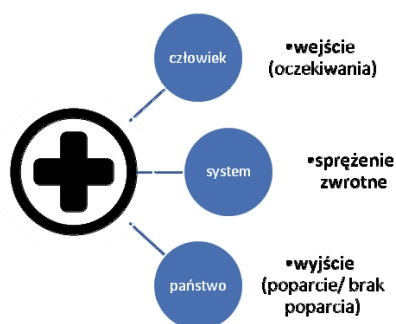 człowiek
•wejście
(oczekiwania)
system
•sprężenie
zwrotne
państwo
•wyjście
(poparcie/ brak
poparcia)